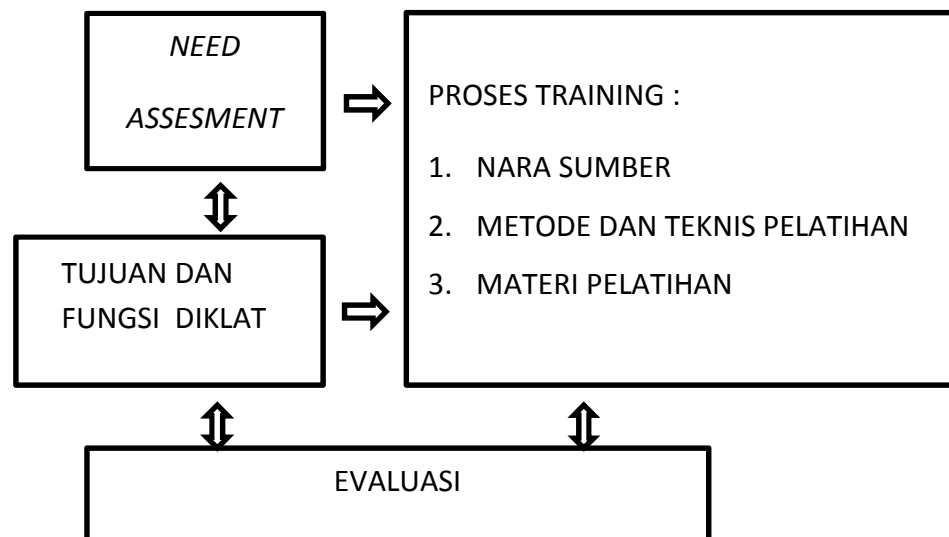 NEED
ASSESMENT
PROSES TRAINING :
1. NARA SUMBER
2. METODE DAN TEKNIS PELATIHAN
3. MATERI PELATIHAN
TUJUAN DAN
FUNGSI DIKLAT
EVALUASI